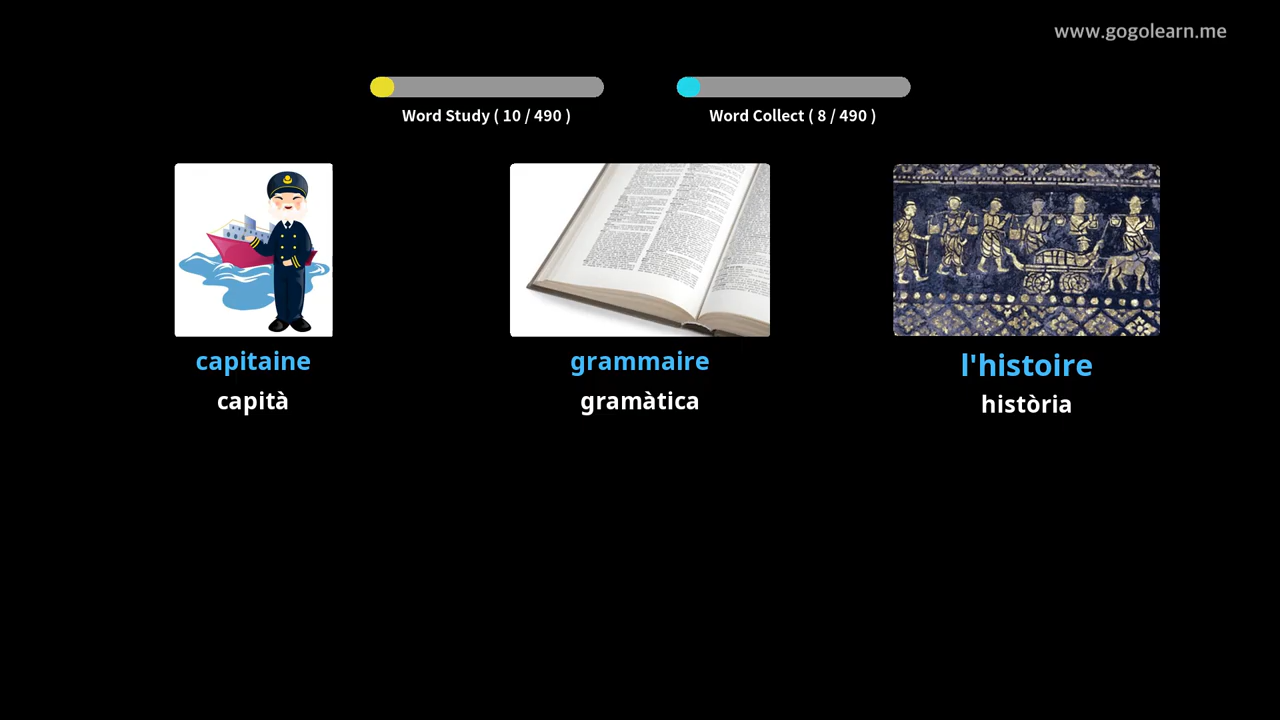 www.gogolearn.me
Word Study ( 10 / 490 )
Word Collect ( 8 / 490 )
capitaine
capità
grammaire
gramàtica
l'histoire
història